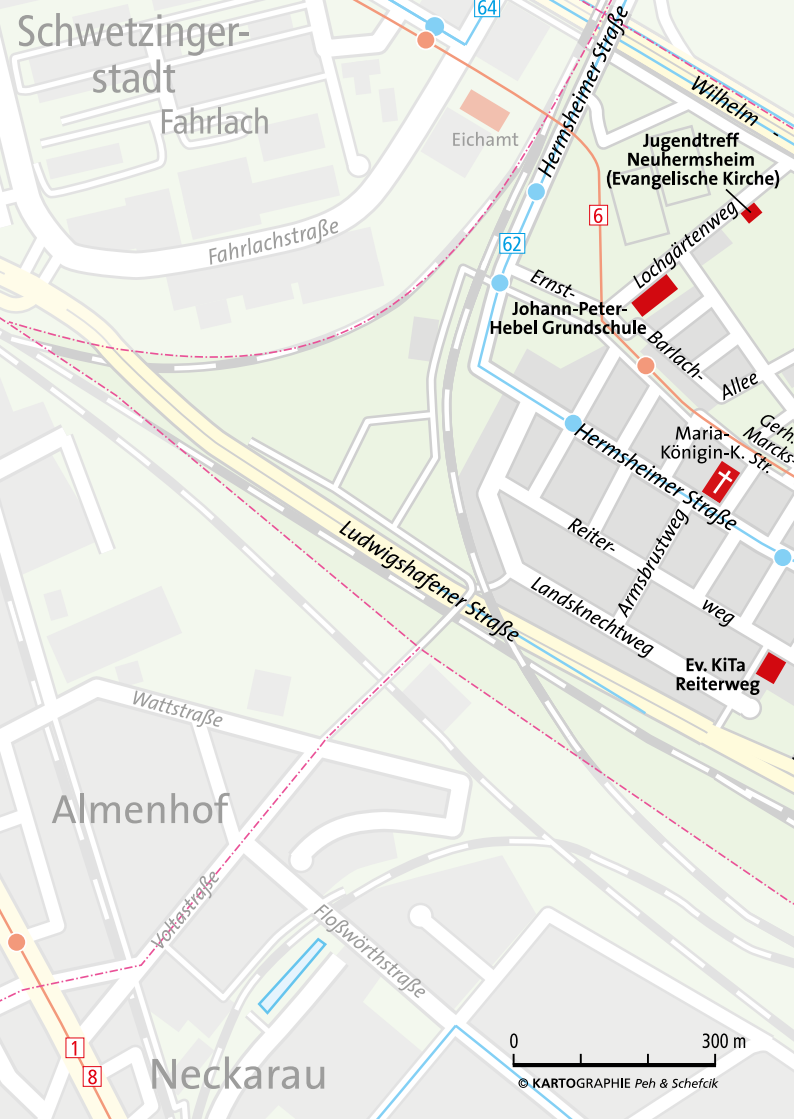 64
Schwetzinger-
stadt
Fahrlach
Eichamt
Hermsheimer Straße
Wilhelm -
Jugendtreff
Neuhermsheim
(Evangelische Kirche)
6
62
Fahrlachstraße
Lochgärtenweg
Ernst-
Johann-Peter-
Hebel Grundschule
Barlach-
Allee
Gerh.
Marcks-
Str.
Maria-
Königin-K.
Hermsheimer Straße
Reiter-
weg
Armsbrustweg
Ludwigshafener Straße
Landsknechtweg
Ev. KiTa
Reiterweg
Wattstraße
Almenhof
Voltastraße
Floßwörthstraße
1
8
Neckarau
0 300 m
© KARTOGRAPHIE Peh & Schefcik